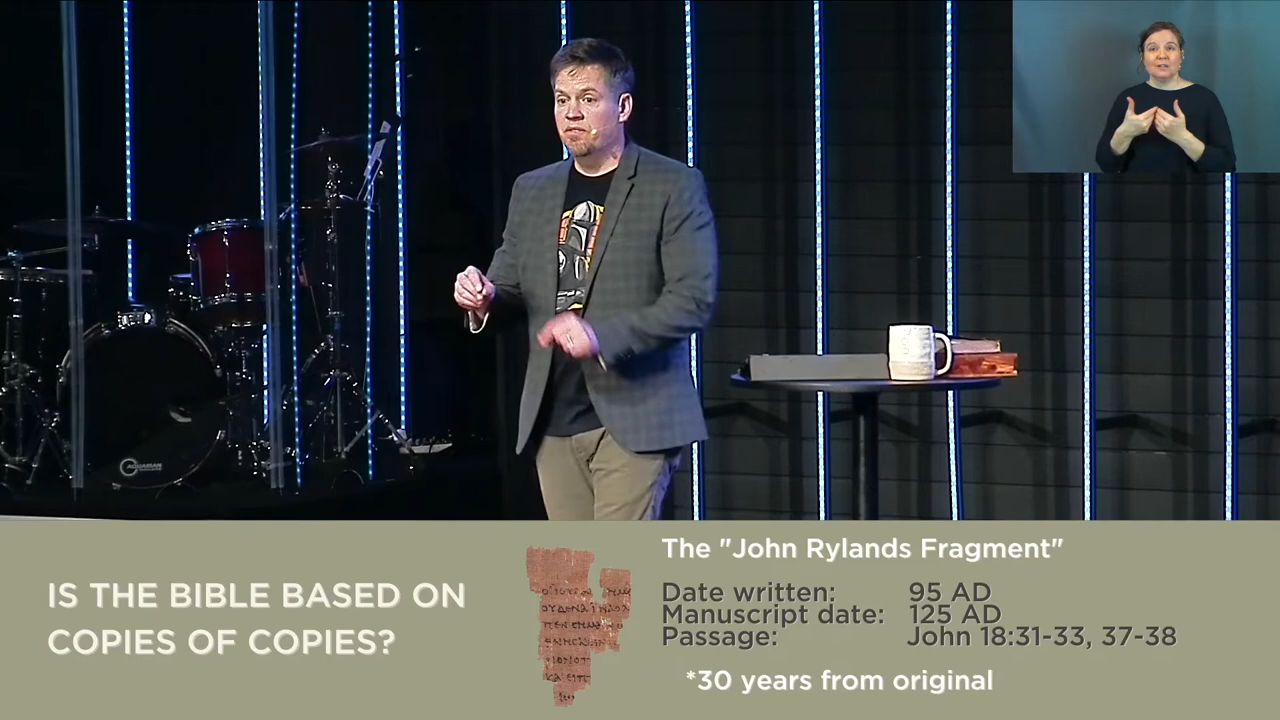 AQUARIAN
IS THE BIBLE BASED ON
COPIES OF COPIES?
The "John Rylands Fragment"
Date written: 95 AD
Manuscript date: 125 AD
Passage: John 18:31-33, 37-38
*30 years from original